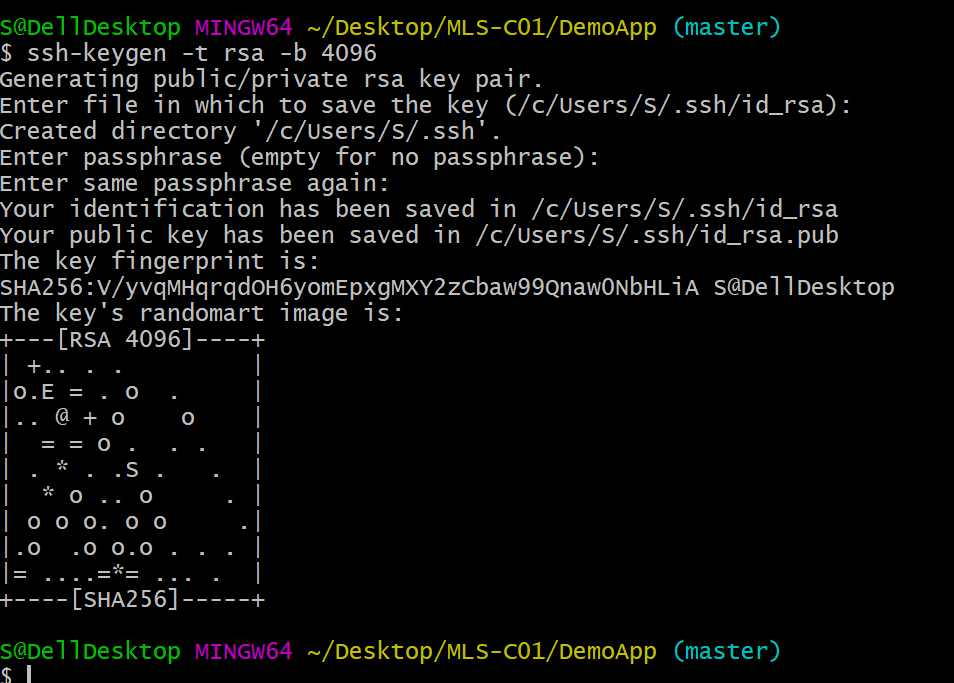 S@DellDesktop MINGW64 ~/Desktop/MLS-C01/DemoApp (master)
$ ssh-keygen -t rsa -b 4096
Generating public/private rsa key pair.
Enter file in which to save the key (/c/Users/S/.ssh/id_rsa):
Created directory '/c/Users/S/.ssh'.
Enter passphrase (empty for no passphrase):
Enter same passphrase again:
Your identification has been saved in /c/Users/S/.ssh/id_rsa
Your public key has been saved in /c/Users/S/.ssh/id_rsa.pub
The key fingerprint is:
SHA256:V/yvqMHqrqdOH6yomEpxgMXY2zCbaw99Qnaw0NbHLiA S@DellDesktop
The key's randomart image is:
+---[RSA 4096]----+
| +.. . .         |
|o.E = . o  .     |
|.. @ + o    o    |
|  = = o .  . .   |
| . * . .S .   .  |
|  * o .. o     . |
| o o o. o o     .|
|.o  .o o.o . . . |
|= ....=*= ... .  |
+----[SHA256]-----+
S@DellDesktop MINGW64 ~/Desktop/MLS-C01/DemoApp (master)
$